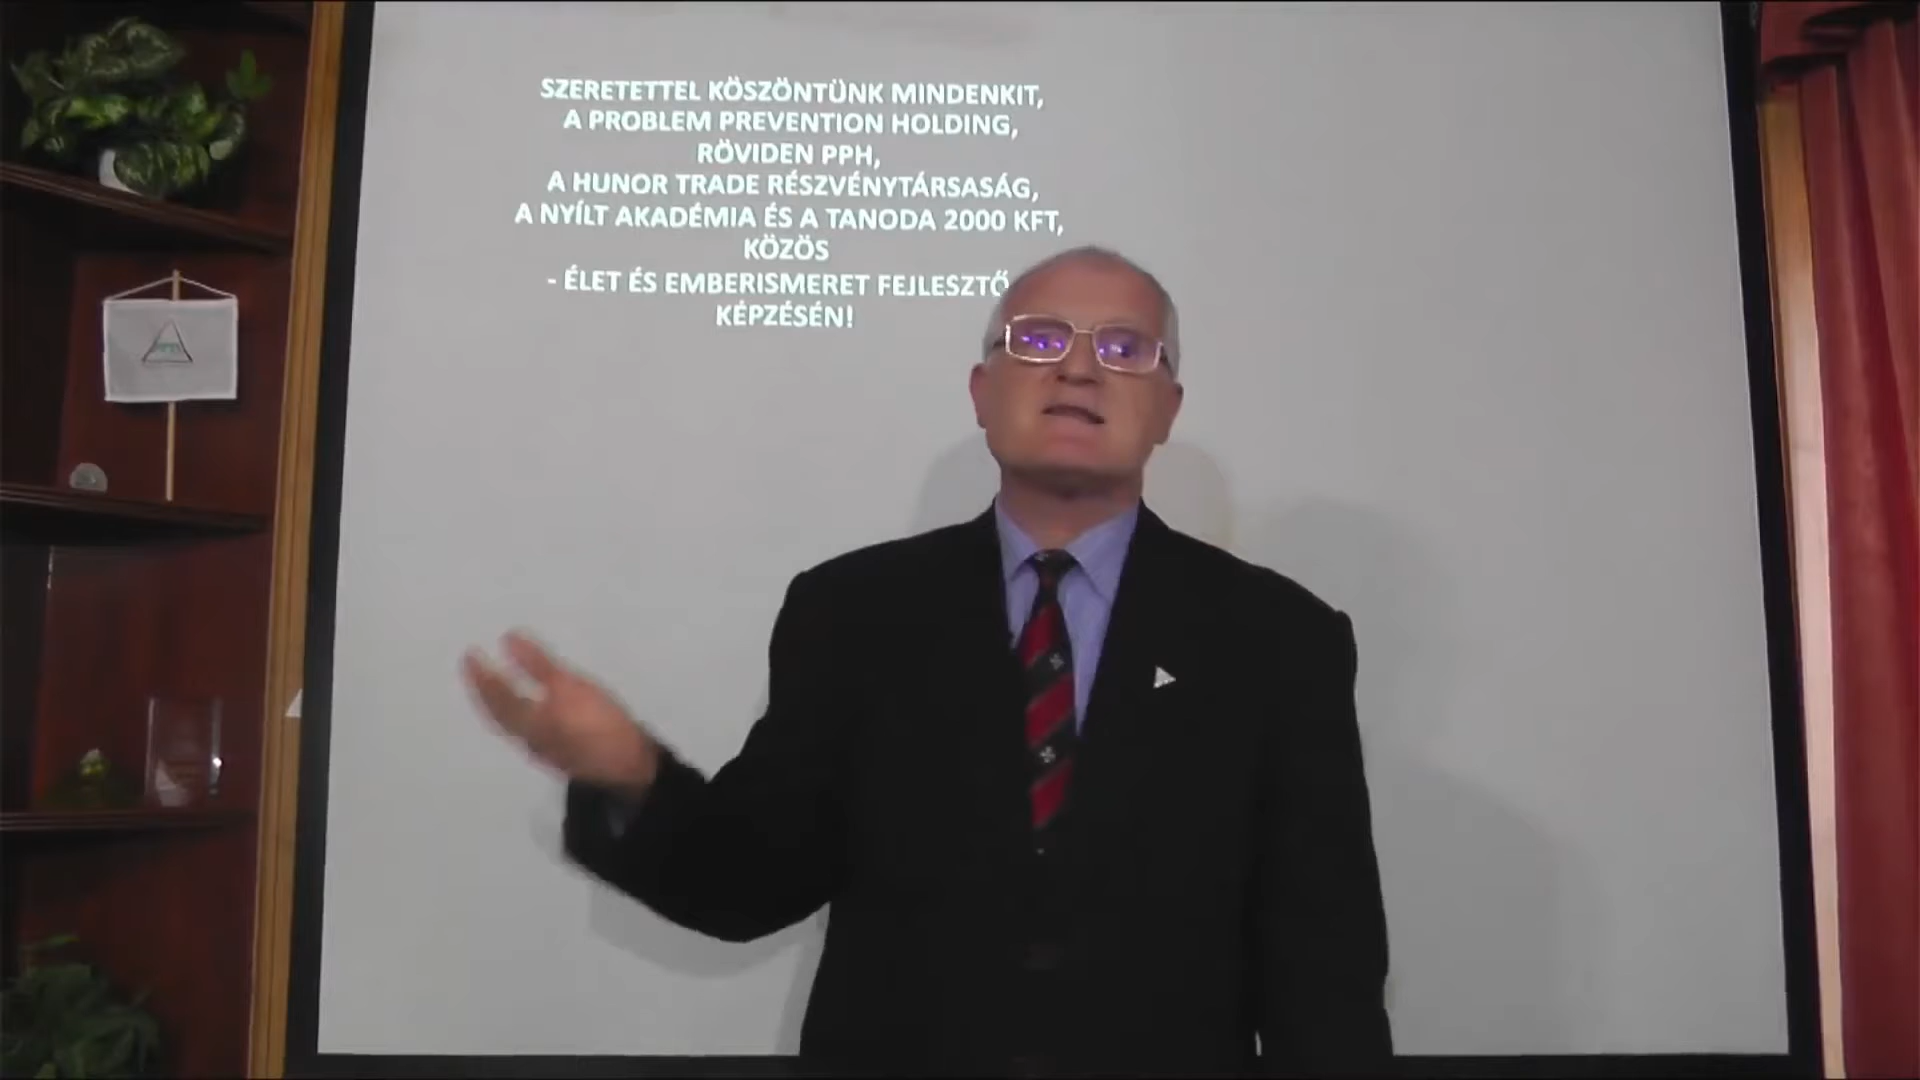 SZERETETTEL KÖSZÖNTÜNK MINDENKIT,
A PROBLEM PREVENTION HOLDING,
RÖVIDEN PPH,
A HUNOR TRADE RÉSZVÉNYTÁRSASÁG,
A NYÍLT AKADÉMIA ÉS A TANODA 2000 KFT,
KÖZÖS
- ÉLET ÉS EMBERISMERET FEJLESZTŐ
KÉPZÉSÉN!